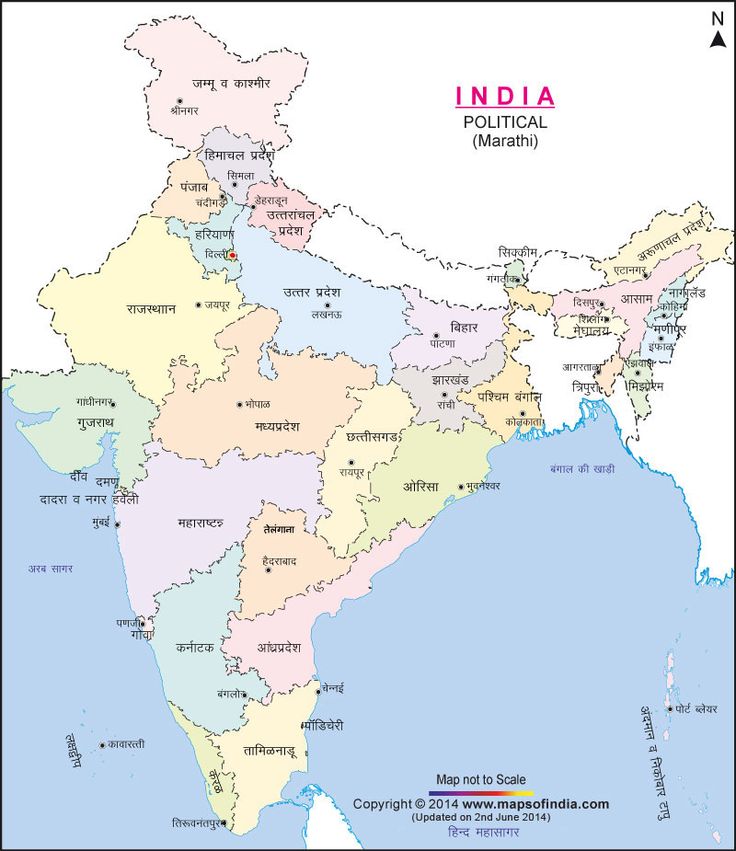 N
INDIA
POLITICAL
(Marathi)
जम्मू व काश्मीर
श्रीनगर
हिमाचल प्रदेश
सिमला
पंजाब
चंदीगड
डेहराडून
उत्तरांचल
प्रदेश
हरियाण
दिल्ली
अरूणाचल प्रदेश
एटानगर
सिक्कीम
गंगटोक
दिसपुर
आसाम
नागालॅंड
कोहिमा
शिलाँग
मेघालय
मणीपुर
इंफाळ
राजस्थाान
जयपूर
उत्तर प्रदेश
लखनऊ
बिहार
पाटणा
आगरताळा
त्रिपुरा
मिझोरम
झारखंड
रांची
पश्चिम बंगाल
कोलकाता
गांधीनगर
गुजराथ
भोपाळ
मध्यप्रदेश
छत्तीसगड
रायपूर
ओरिसा
भुवनेश्वर
बंगाल की खाडी
दीव दमण
दादरा व नगर हवेली
मुंबई
महाराष्टन्न
तेलंगाना
हैदराबाद
अरब सागर
पणजी
गोवा
कर्नाटक
आंध्रप्रदेश
बंगलोर
चेन्नई
पॉडिचेरी
पोर्ट ब्लेयर
अंदमान व निकोबार टापु
लक्षद्वीप
कावारत्ती
तामिळनाडू
केरळ
तिरूवनंतपुर
Map not to Scale
Copyright © 2014 www.mapsofindia.com
(Updated on 2nd June 2014)
हिन्द महासागर